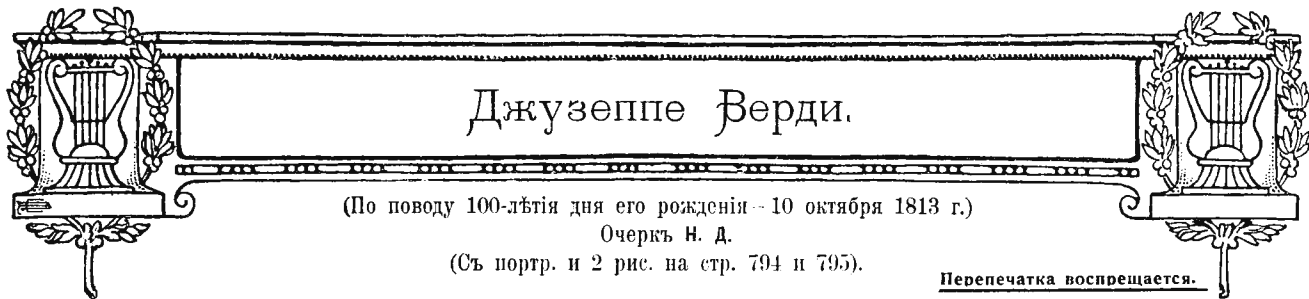 Джузеппе Верди.
(По поводу 100-лѣтія дня его рожденія - 10 октября 1813 г.)
Очеркъ Н. Д.
(Съ портр. и 2 рис. на стр. 794 и 795).
Перепечатка воспрещается.